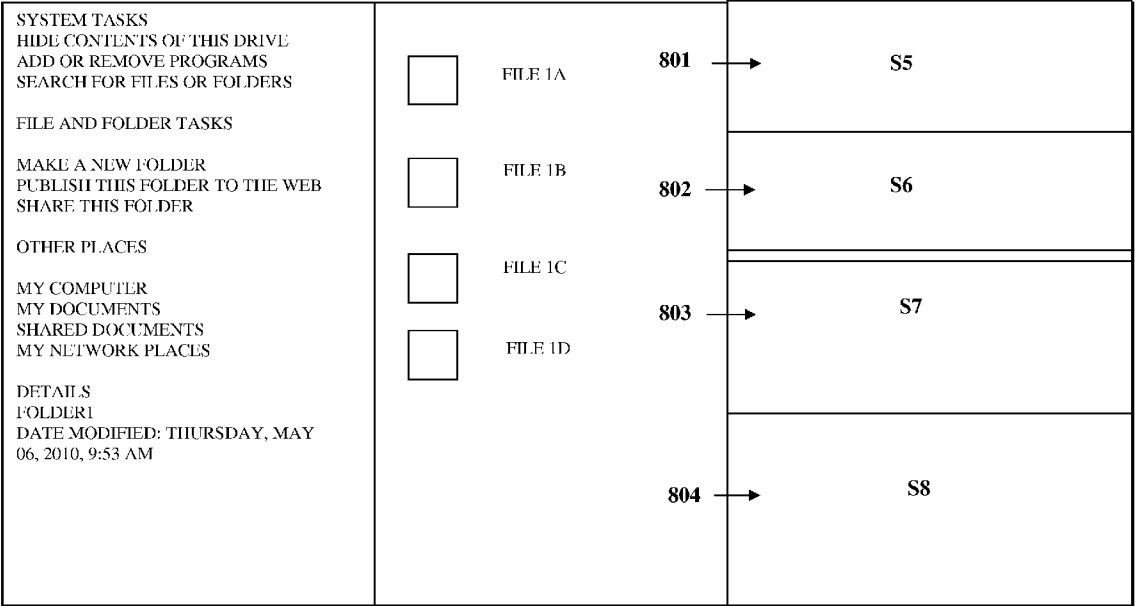 SYSTEM TASKS
HIDE CONTENTS OF THIS DRIVE
ADD OR REMOVE PROGRAMS
SEARCH FOR FILES OR FOLDERS
FILE AND FOLDER TASKS
MAKE A NEW FOLDER
PUBLISH THIS FOLDER TO THE WEB
SHARE THIS FOLDER
OTHER PLACES
MY COMPUTER
MY DOCUMENTS
SHARED DOCUMENTS
MY NETWORK PLACES
DETAILS
FOLDER1
DATE MODIFIED: THURSDAY, MAY
06, 2010, 9:53 AM
FILE 1A
FILE 1B
FILE 1C
FILE 1D
801
S5
802
S6
803
S7
804
S8